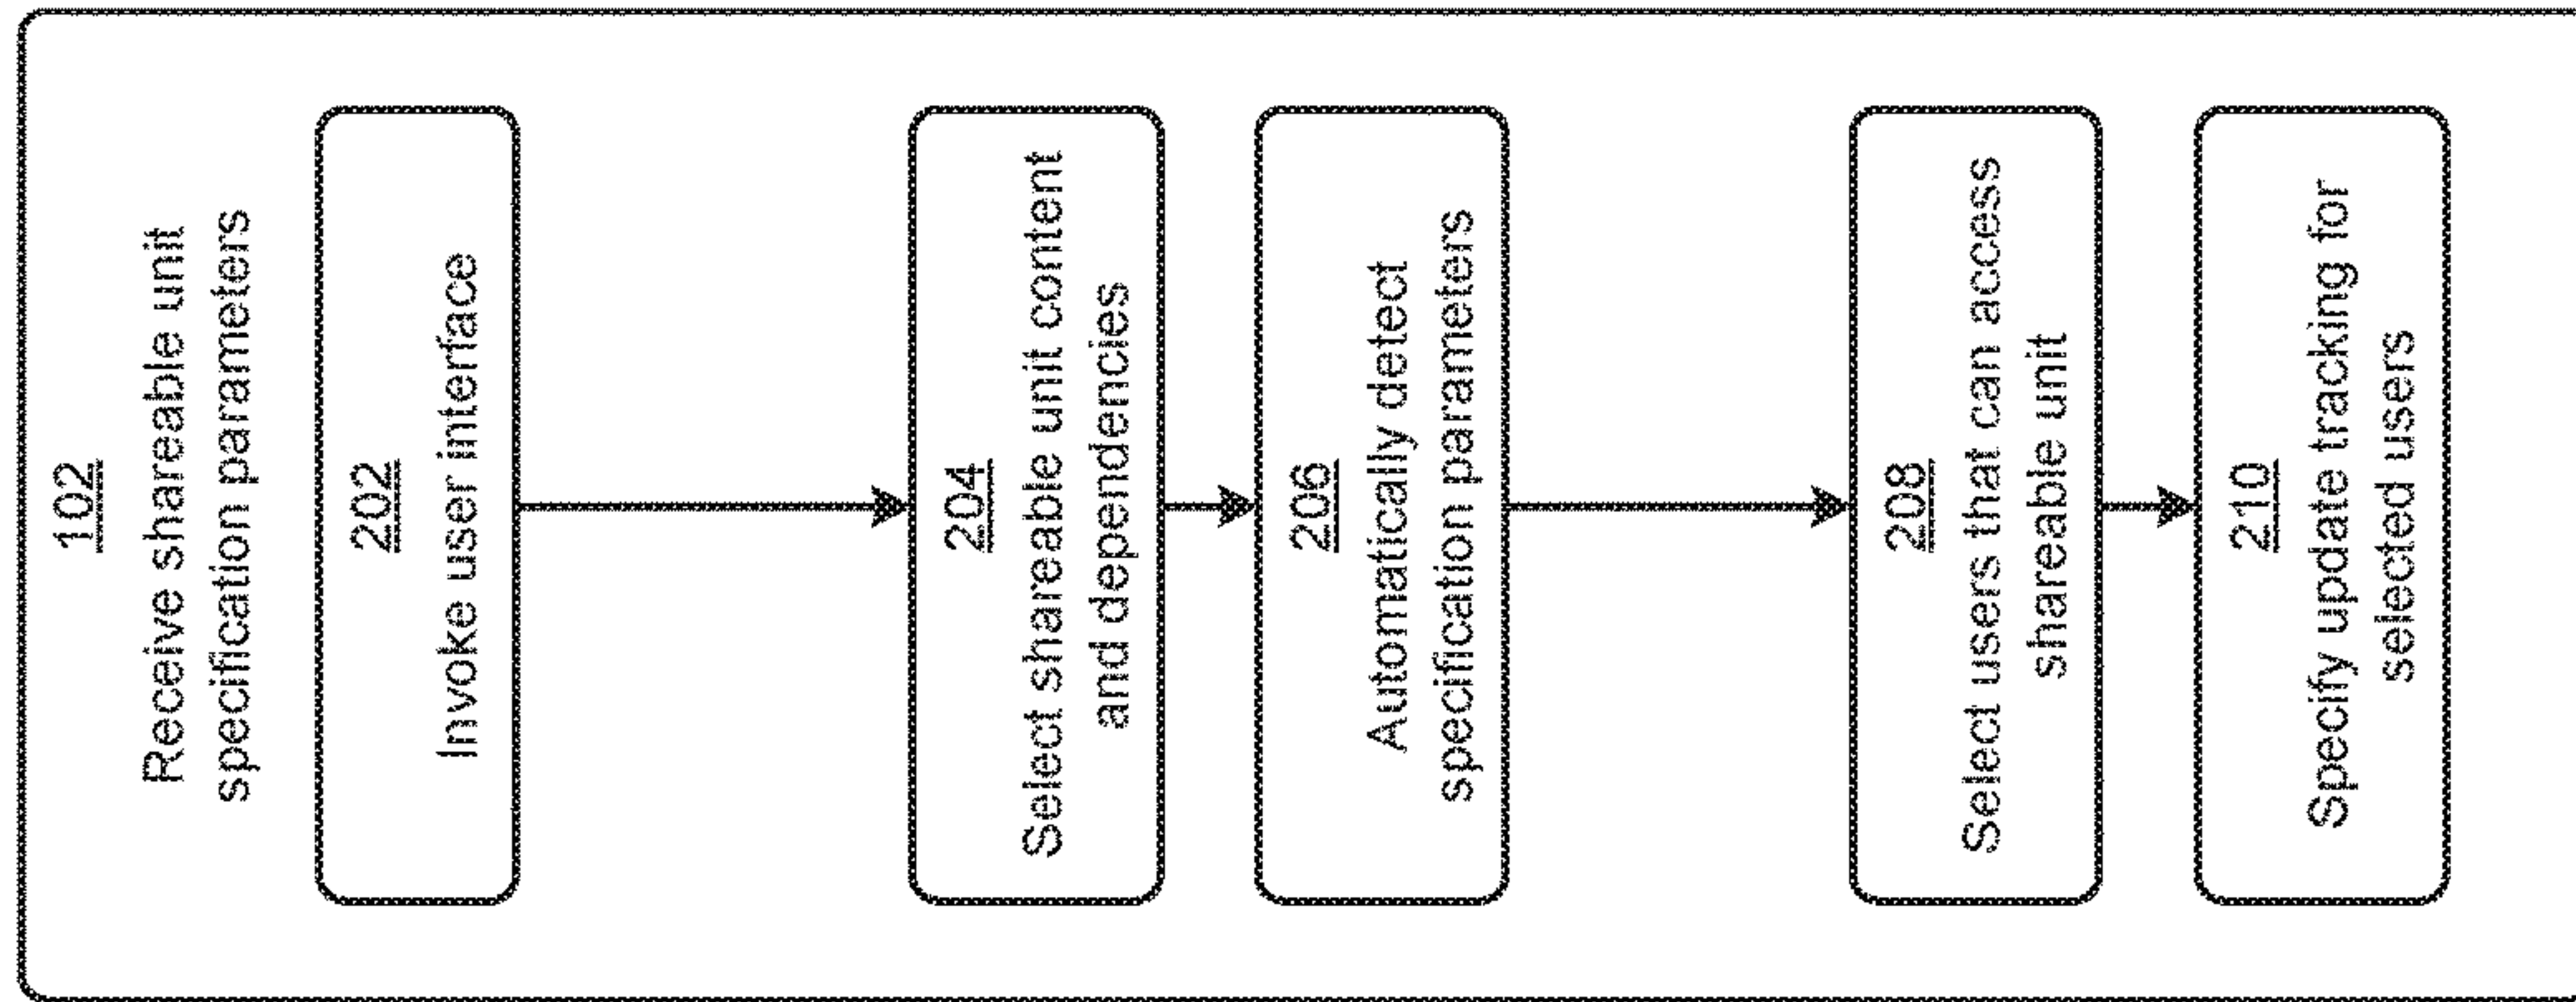 102
Receive shareable unit
specification parameters
202
Invoke user interface
204
Select shareable unit content
and dependencies
206
Automatically detect
specification parameters
208
Select users that can access
shareable unit
210
Specify update tracking for
selected users